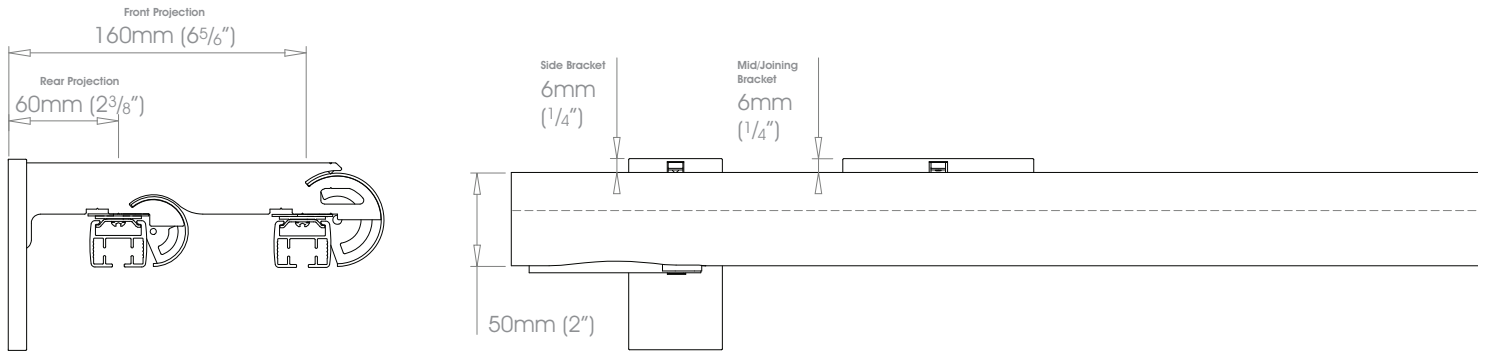 Front Projection
160mm (6⁵/₆")
Rear Projection
60mm (2³/₈")
Side Bracket
6mm
(¹/₄")
Mid/Joining
Bracket
6mm
(¹/₄")
50mm (2")